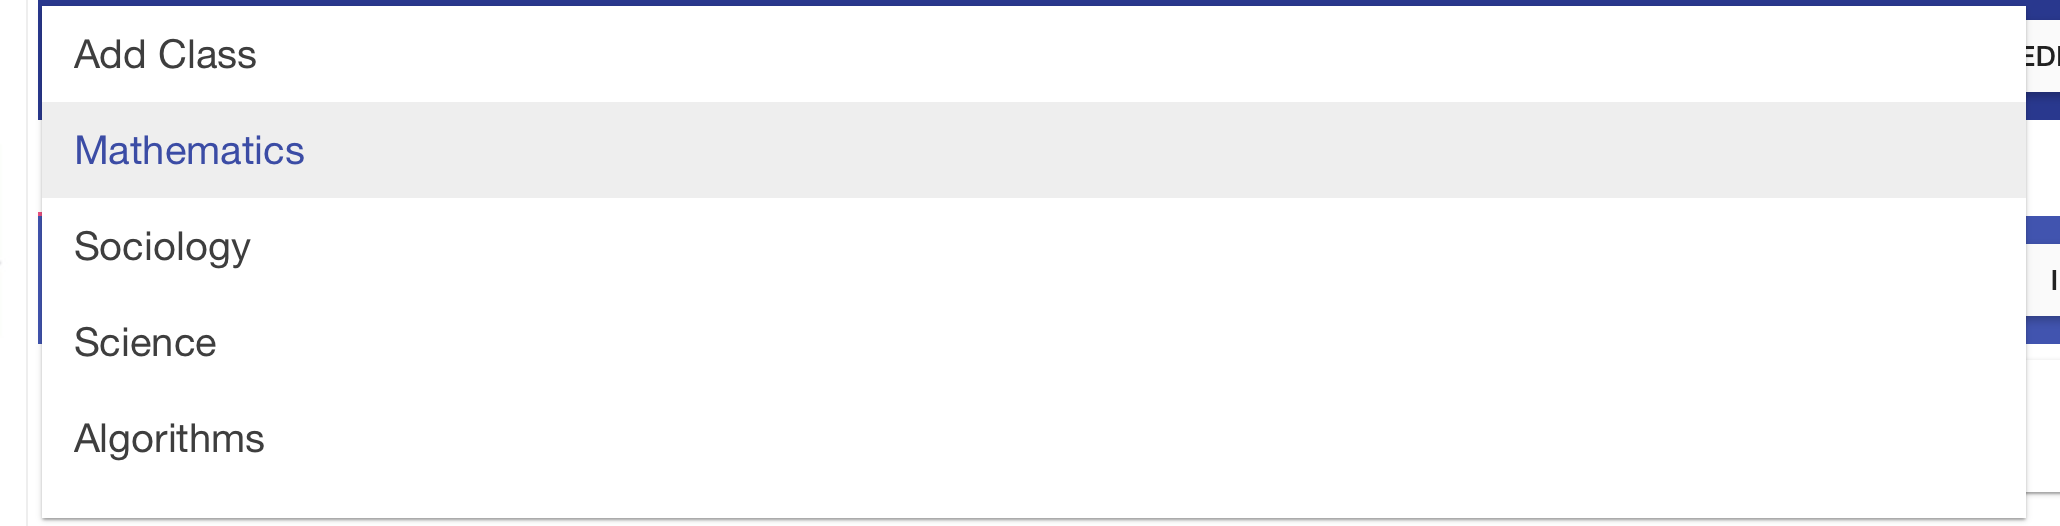 Add Class
Mathematics
Sociology
Science
Algorithms